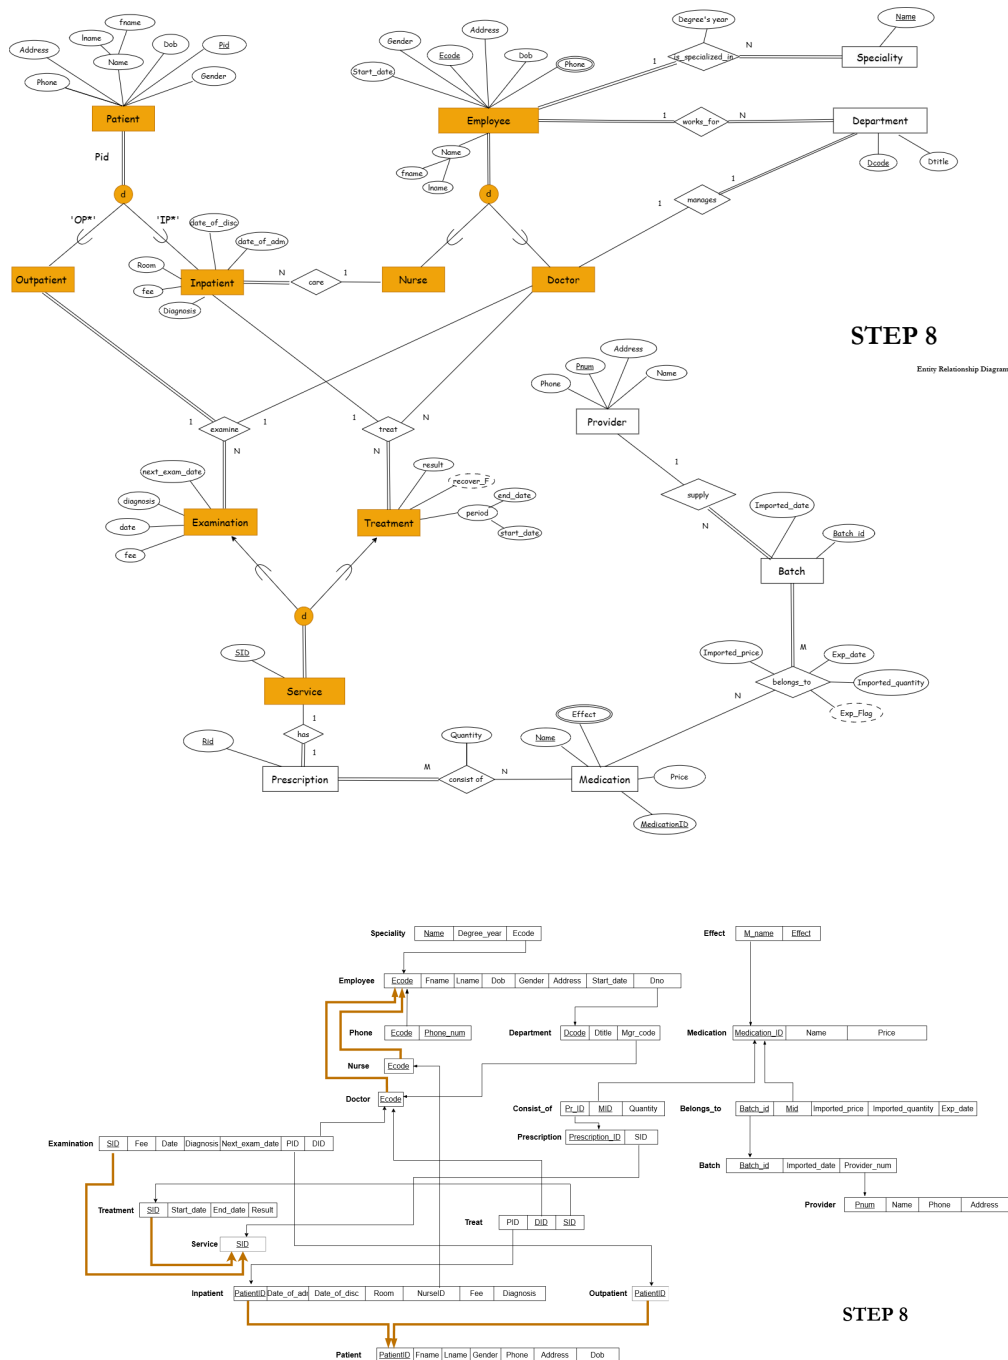 fname
lname
Dob
Pid
Address
Name
Gender
Phone
Patient
Pid
d
'OP*'
'IP*'
date_of_disc
date_of_adm
Room
fee
Diagnosis
Outpatient
Inpatient
N
care
1
Nurse
Doctor
Address
Gender
Ecode
Dob
Phone
Start_date
Employee
Name
fname
lname
d
Degree's year
1
is_specialized_in
N
Name
Speciality
1
works_for
N
Department
Dcode
Dtitle
1
manages
1
STEP 8
Entity Relationship Diagram
1
examine
1
N
1
treat
N
N
next_exam_date
diagnosis
date
fee
Examination
result
recover_F
end_date
period
start_date
Treatment
d
SID
Service
1
has
1
Rid
Prescription
M
Quantity
consist of
N
Effect
Name
Medication
Price
MedicationID
Address
Pnum
Name
Phone
Provider
1
supply
N
Imported_date
Batch_id
Batch
M
Imported_price
Exp_date
belongs_to
Imported_quantity
Exp_Flag
N
Speciality Name Degree_year Ecode
Effect M_name Effect
Employee Ecode Fname Lname Dob Gender Address Start_date Dno
Phone Ecode Phone_num
Department Dcode Dtitle Mgr_code
Medication Medication_ID Name Price
Nurse Ecode
Doctor Ecode
Consist_of Pr_ID MID Quantity
Belongs_to Batch_id Mid Imported_price Imported_quantity Exp_date
Examination SID Fee Date Diagnosis Next_exam_date PID DID
Prescription Prescription_ID SID
Batch Batch_id Imported_date Provider_num
Treatment SID Start_date End_date Result
Treat PID DID SID
Provider Pnum Name Phone Address
Service SID
Inpatient PatientID Date_of_adr Date_of_disc Room NurseID Fee Diagnosis
Outpatient PatientID
STEP 8
Patient PatientID Fname Lname Gender Phone Address Dob